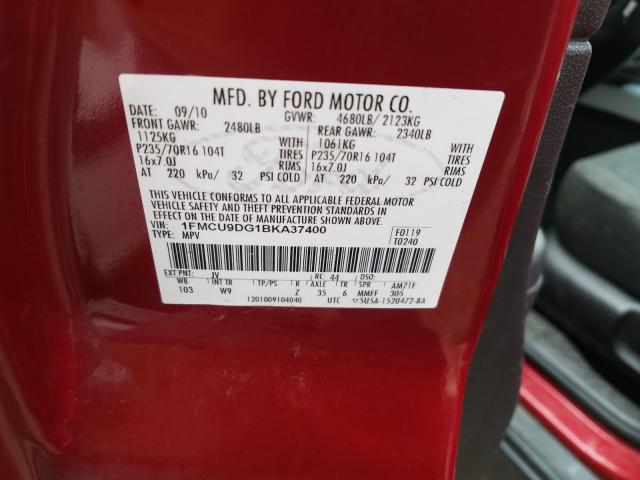 MFD. BY FORD MOTOR CO.
DATE: 09/10 GVWR: 4680LB/ 2123KG
FRONT GAWR: 2480LB REAR GAWR: 2340LB
1125KG 1061KG
P235/70R16 104T TIRES P235/70R16 104T TIRES
16x7.0J RIMS 16x7.0J RIMS
AT 220 kPa/ 32 PSI COLD AT 220 kPa/ 32 PSI COLD
THIS VEHICLE CONFORMS TO ALL APPLICABLE FEDERAL MOTOR
VEHICLE SAFETY AND THEFT PREVENTION STANDARDS IN
EFFECT ON THE DATE OF MANUFACTURE SHOWN ABOVE.
VIN: 1FMCU9DG1BKA37400 F0119
TYPE: MPV T0240
EXT PNT: JV RC: 44 DSO:
WB INT TR TP/PS R AXLE TR SPR AM71F
103 W9 Z 35 6 MMFF 305
1201009104040 UTC 5U5A-1520472-BA